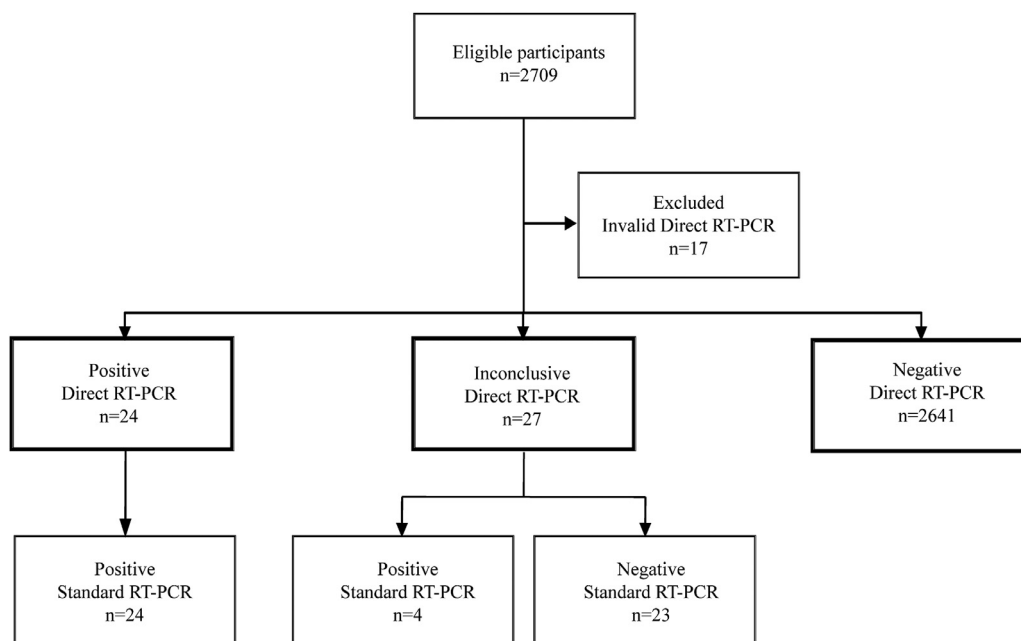 Eligible participants
n=2709
Excluded
Invalid Direct RT-PCR
n=17
Positive
Direct RT-PCR
n=24
Inconclusive
Direct RT-PCR
n=27
Negative
Direct RT-PCR
n=2641
Positive
Standard RT-PCR
n=24
Positive
Standard RT-PCR
n=4
Negative
Standard RT-PCR
n=23